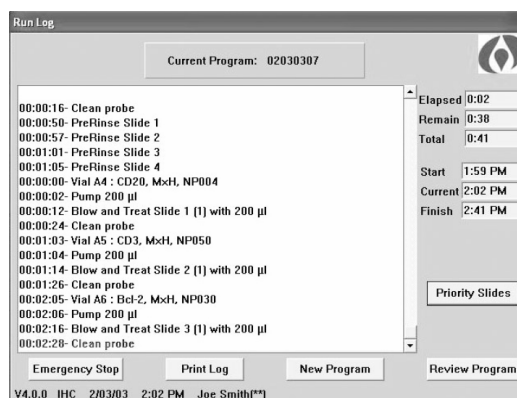 Run Log
Current Program: 02030307
00:00:16- Clean probe
00:00:50- PreRinse Slide 1
00:00:57- PreRinse Slide 2
00:01:01- PreRinse Slide 3
00:01:05- PreRinse Slide 4
00:00:00- Vial A4 : CD20, MxH, NP004
00:00:02- Pump 200 µl
00:00:12- Blow and Treat Slide 1 (1) with 200 µl
00:00:24- Clean probe
00:01:03- Vial A5 : CD3, MxH, NP050
00:01:04- Pump 200 µl
00:01:14- Blow and Treat Slide 2 (1) with 200 µl
00:01:26- Clean probe
00:02:05- Vial A6 : Bcl-2, MxH, NP030
00:02:06- Pump 200 µl
00:02:16- Blow and Treat Slide 3 (1) with 200 µl
00:02:28- Clean probe
Elapsed 0:02
Remain 0:38
Total 0:41
Start 1:59 PM
Current 2:02 PM
Finish 2:41 PM
Priority Slides
Emergency Stop Print Log New Program Review Program
V4.0.0 IHC 2/03/03 2:02 PM Joe Smith(**)